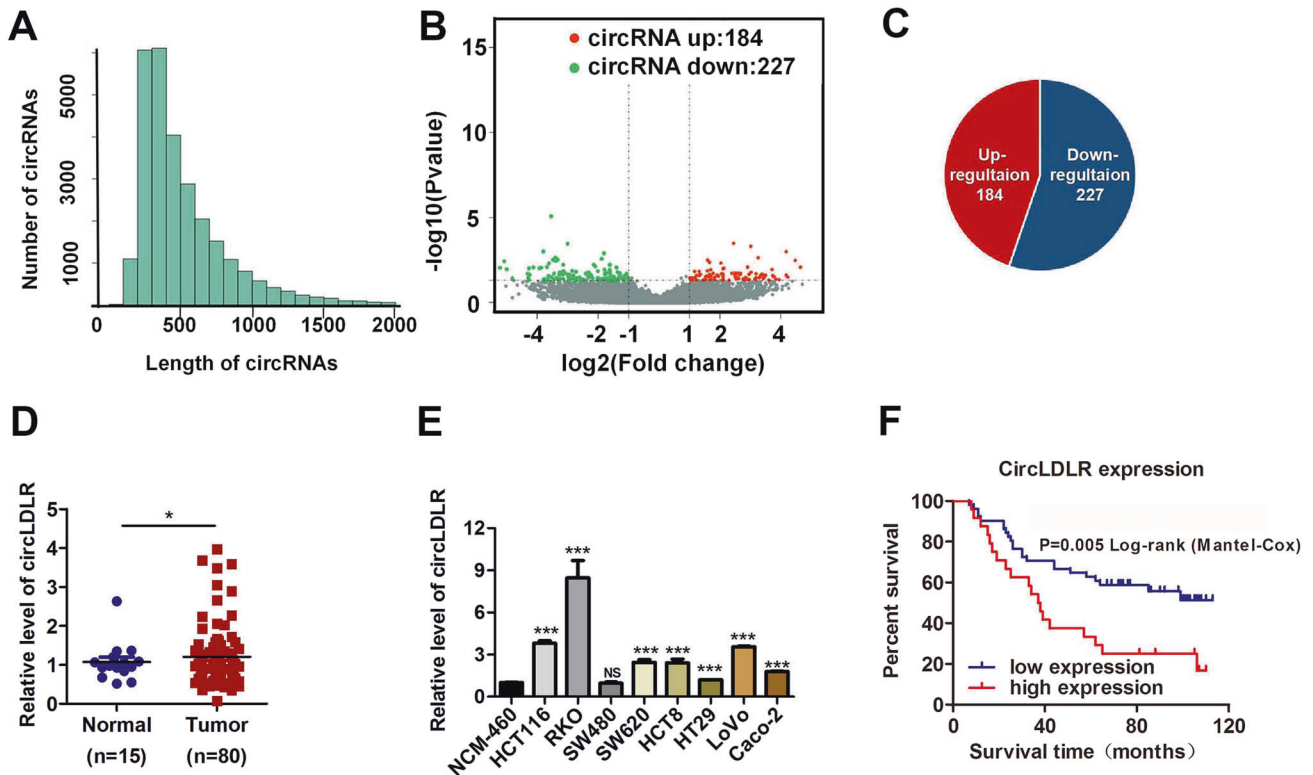 A
Number of circRNAs
5000
3000
1000
0
500
1000
1500
2000
Length of circRNAs
B
circRNA up:184
circRNA down:227
-log10(Pvalue)
15
10
5
0
-4
-2
-1
1
2
4
log2(Fold change)
C
Up-
regultaion
184
Down-
regultaion
227
D
Relative level of circLDLR
5
4
3
2
1
0
*
Normal
(n=15)
Tumor
(n=80)
E
Relative level of circLDLR
12
9
6
3
0
***
***
NS
***
***
***
***
***
NCM-460
HCT116
RKO
SW480
SW620
HCT8
HT29
LoVo
Caco-2
F
CircLDLR expression
Percent survival
100
80
60
40
20
0
P=0.005 Log-rank (Mantel-Cox)
low expression
high expression
0
40
80
120
Survival time（months）